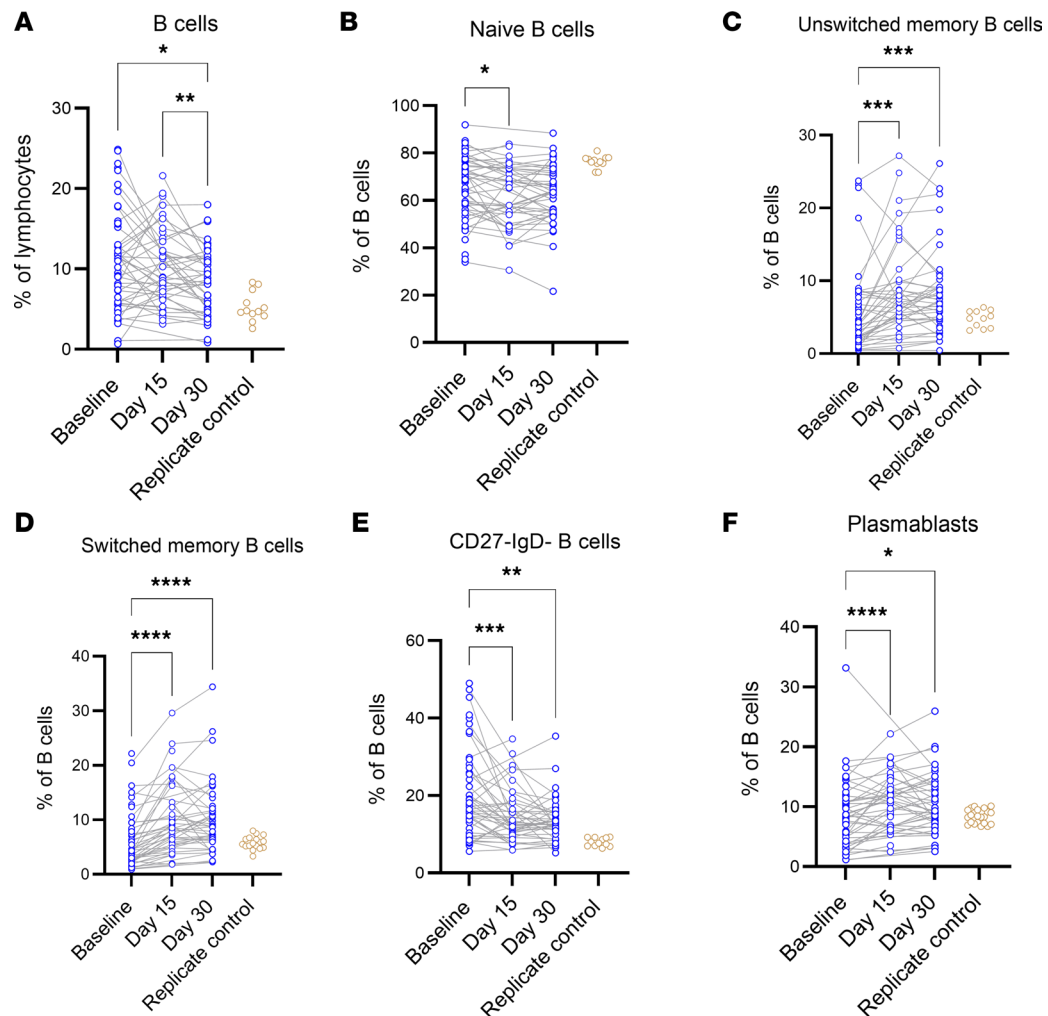 A
B cells
*
**
% of lymphocytes
30
20
10
0
Baseline
Day 15
Day 30
Replicate control
B
Naive B cells
*
% of B cells
100
80
60
40
20
0
Baseline
Day 15
Day 30
Replicate control
C
Unswitched memory B cells
***
***
% of B cells
30
20
10
0
Baseline
Day 15
Day 30
Replicate control
D
Switched memory B cells
****
****
% of B cells
40
30
20
10
0
Baseline
Day 15
Day 30
Replicate control
E
CD27-IgD- B cells
**
***
% of B cells
60
40
20
0
Baseline
Day 15
Day 30
Replicate control
F
Plasmablasts
*
****
% of B cells
40
30
20
10
0
Baseline
Day 15
Day 30
Replicate control